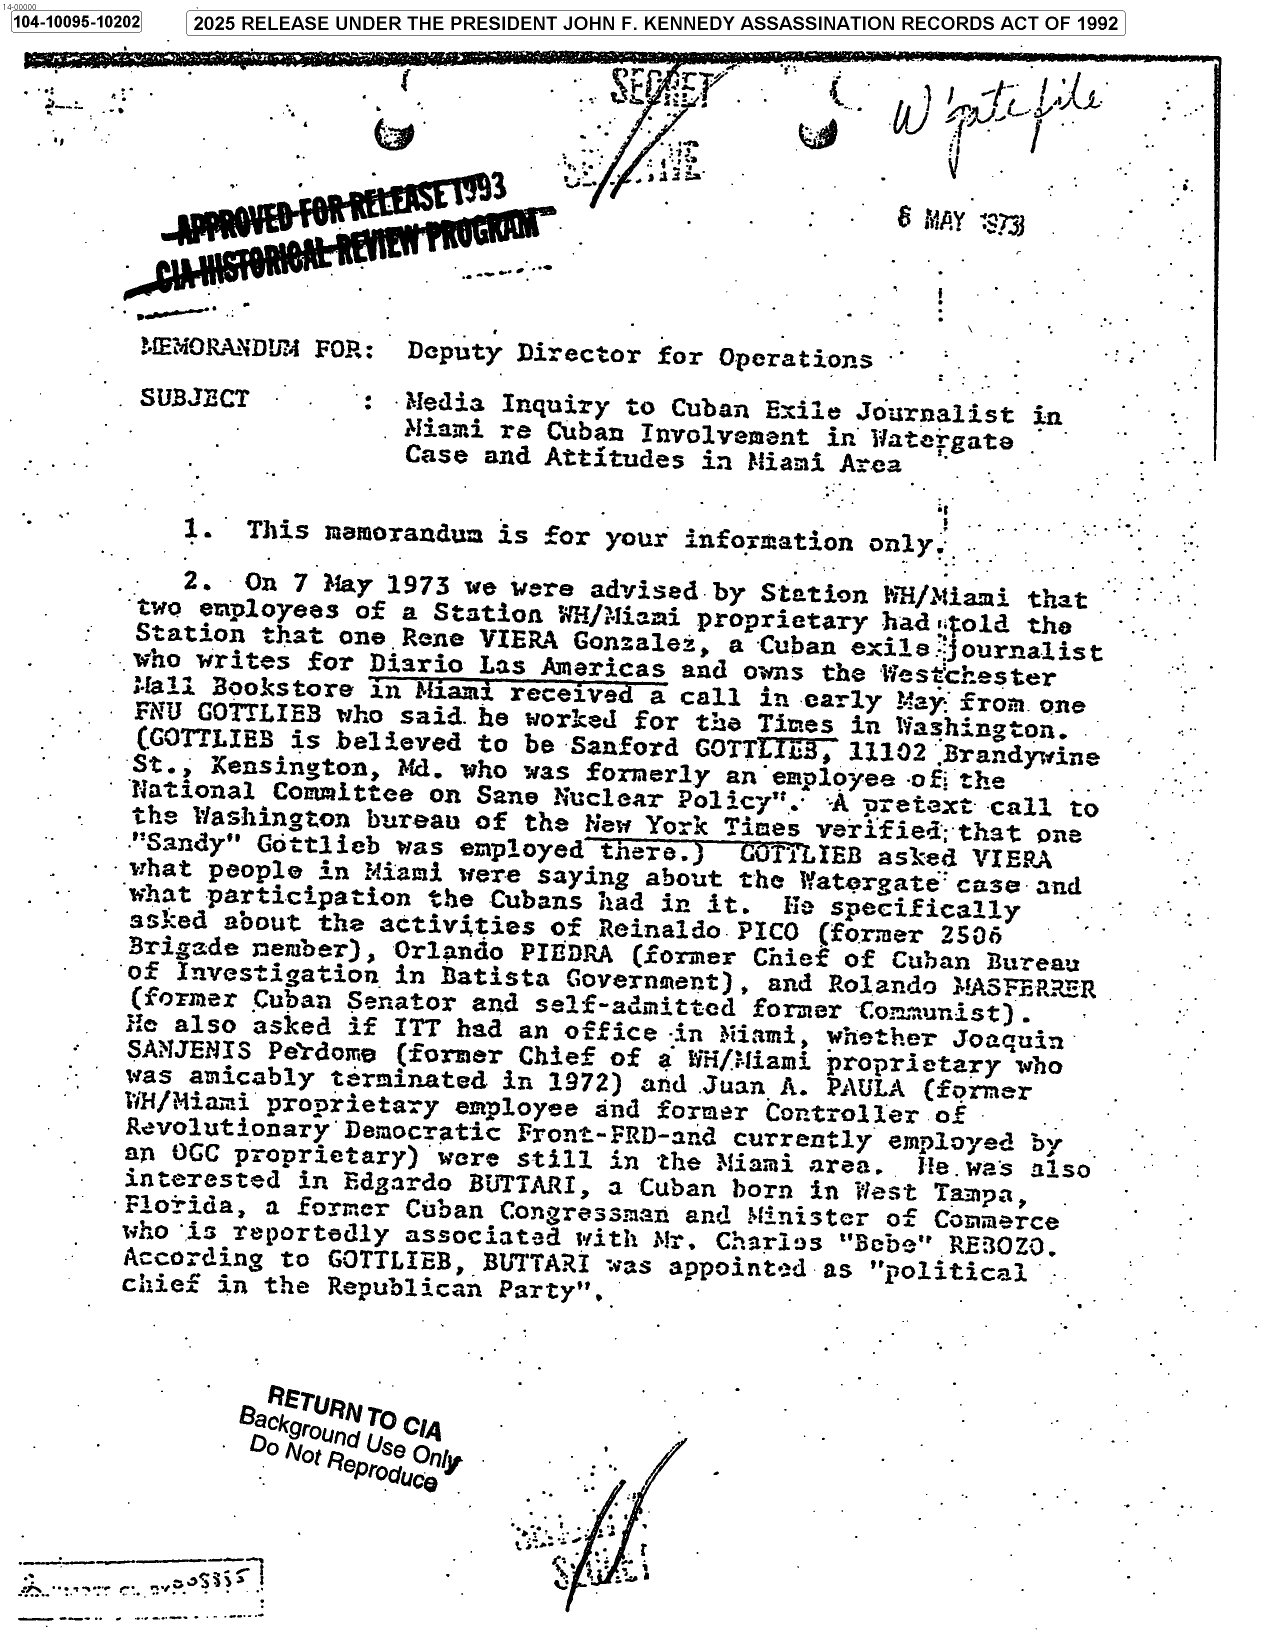 14-00000
104-10095-10202
2025 RELEASE UNDER THE PRESIDENT JOHN F. KENNEDY ASSASSINATION RECORDS ACT OF 1992
SECRET
W'gate file
APPROVED FOR RELEASE 1993
CIA HISTORICAL REVIEW PROGRAM
8 MAY 1973
MEMORANDUM FOR: Deputy Director for Operations
SUBJECT : Media Inquiry to Cuban Exile Journalist in
Miami re Cuban Involvement in Watergate
Case and Attitudes in Miami Area
1. This memorandum is for your information only.
2. On 7 May 1973 we were advised by Station WH/Miami that
two employees of a Station WH/Miami proprietary had told the
Station that one Rene VIERA Gonzalez, a Cuban exile journalist
who writes for Diario Las Americas and owns the Westchester
Mall Bookstore in Miami received a call in early May from one
FNU GOTTLIEB who said he worked for the Times in Washington.
(GOTTLIEB is believed to be Sanford GOTTLIEB, 11102 Brandywine
St., Kensington, Md. who was formerly an employee of the
National Committee on Sane Nuclear Policy". A pretext call to
the Washington bureau of the New York Times verified that one
"Sandy" Gottlieb was employed there.) GOTTLIEB asked VIERA
what people in Miami were saying about the Watergate case and
what participation the Cubans had in it. He specifically
asked about the activities of Reinaldo PICO (former 2506
Brigade member), Orlando PIEDRA (former Chief of Cuban Bureau
of Investigation in Batista Government), and Rolando MASFERRER
(former Cuban Senator and self-admitted former Communist).
He also asked if ITT had an office in Miami, whether Joaquin
SANJENIS Perdomo (former Chief of a WH/Miami proprietary who
was amicably terminated in 1972) and Juan A. PAULA (former
WH/Miami proprietary employee and former Controller of
Revolutionary Democratic Front-FRD-and currently employed by
an OGC proprietary) were still in the Miami area. He was also
interested in Edgardo BUTTARI, a Cuban born in West Tampa,
Florida, a former Cuban Congressman and Minister of Commerce
who is reportedly associated with Mr. Charles "Bebe" REBOZO.
According to GOTTLIEB, BUTTARI was appointed as "political
chief in the Republican Party".
RETURN TO CIA
Background Use Only
Do Not Reproduce
SECRET